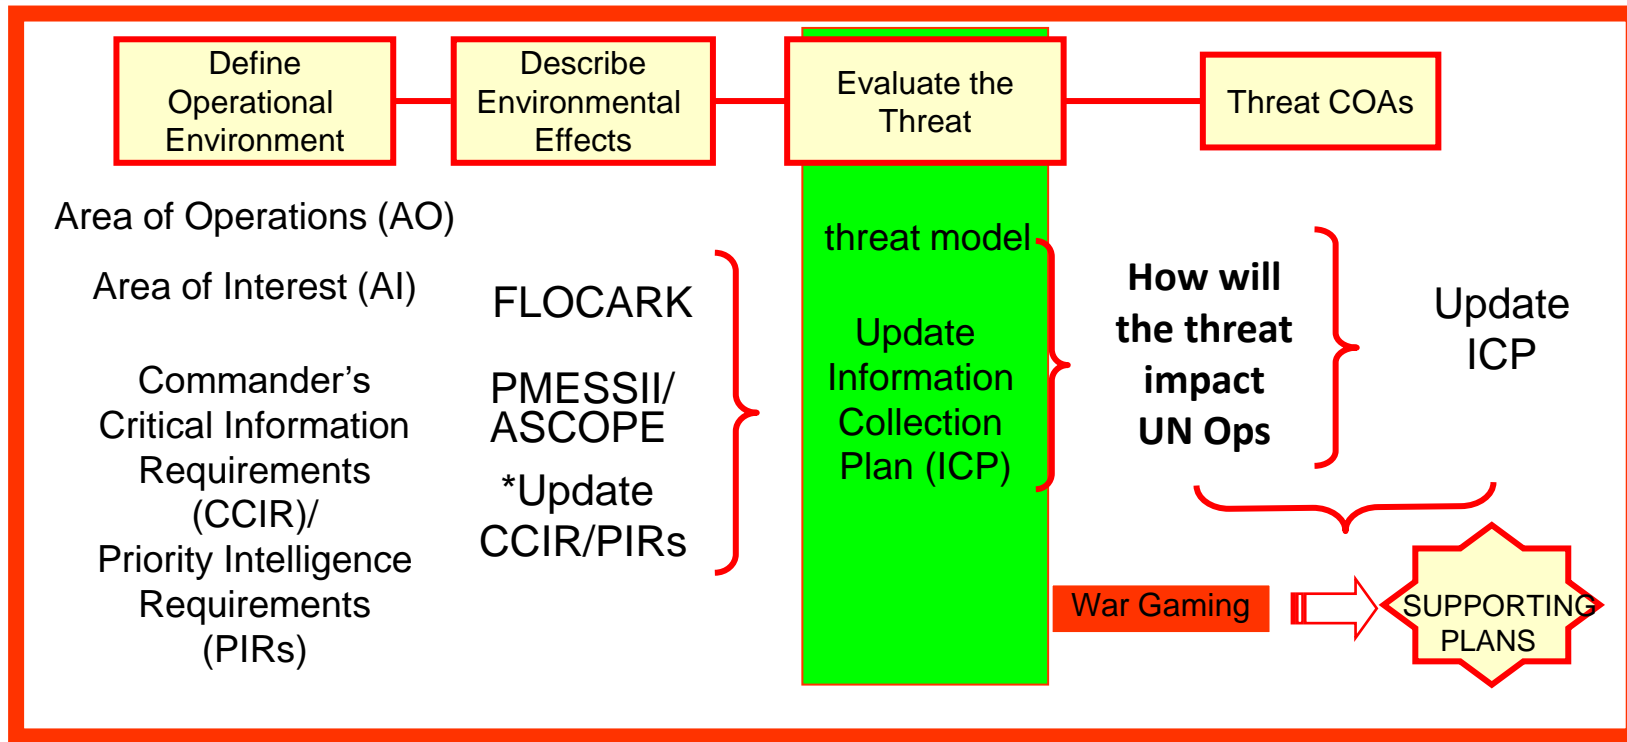 Define
Operational
Environment
Describe
Environmental
Effects
Evaluate the
Threat
Threat COAs
Area of Operations (AO)
Area of Interest (AI)
Commander’s
Critical Information
Requirements
(CCIR)/
Priority Intelligence
Requirements
(PIRs)
FLOCARK
PMESSII/
ASCOPE
*Update
CCIR/PIRs
threat model
Update
Information
Collection
Plan (ICP)
How will
the threat
impact
UN Ops
Update
ICP
War Gaming
SUPPORTING
PLANS